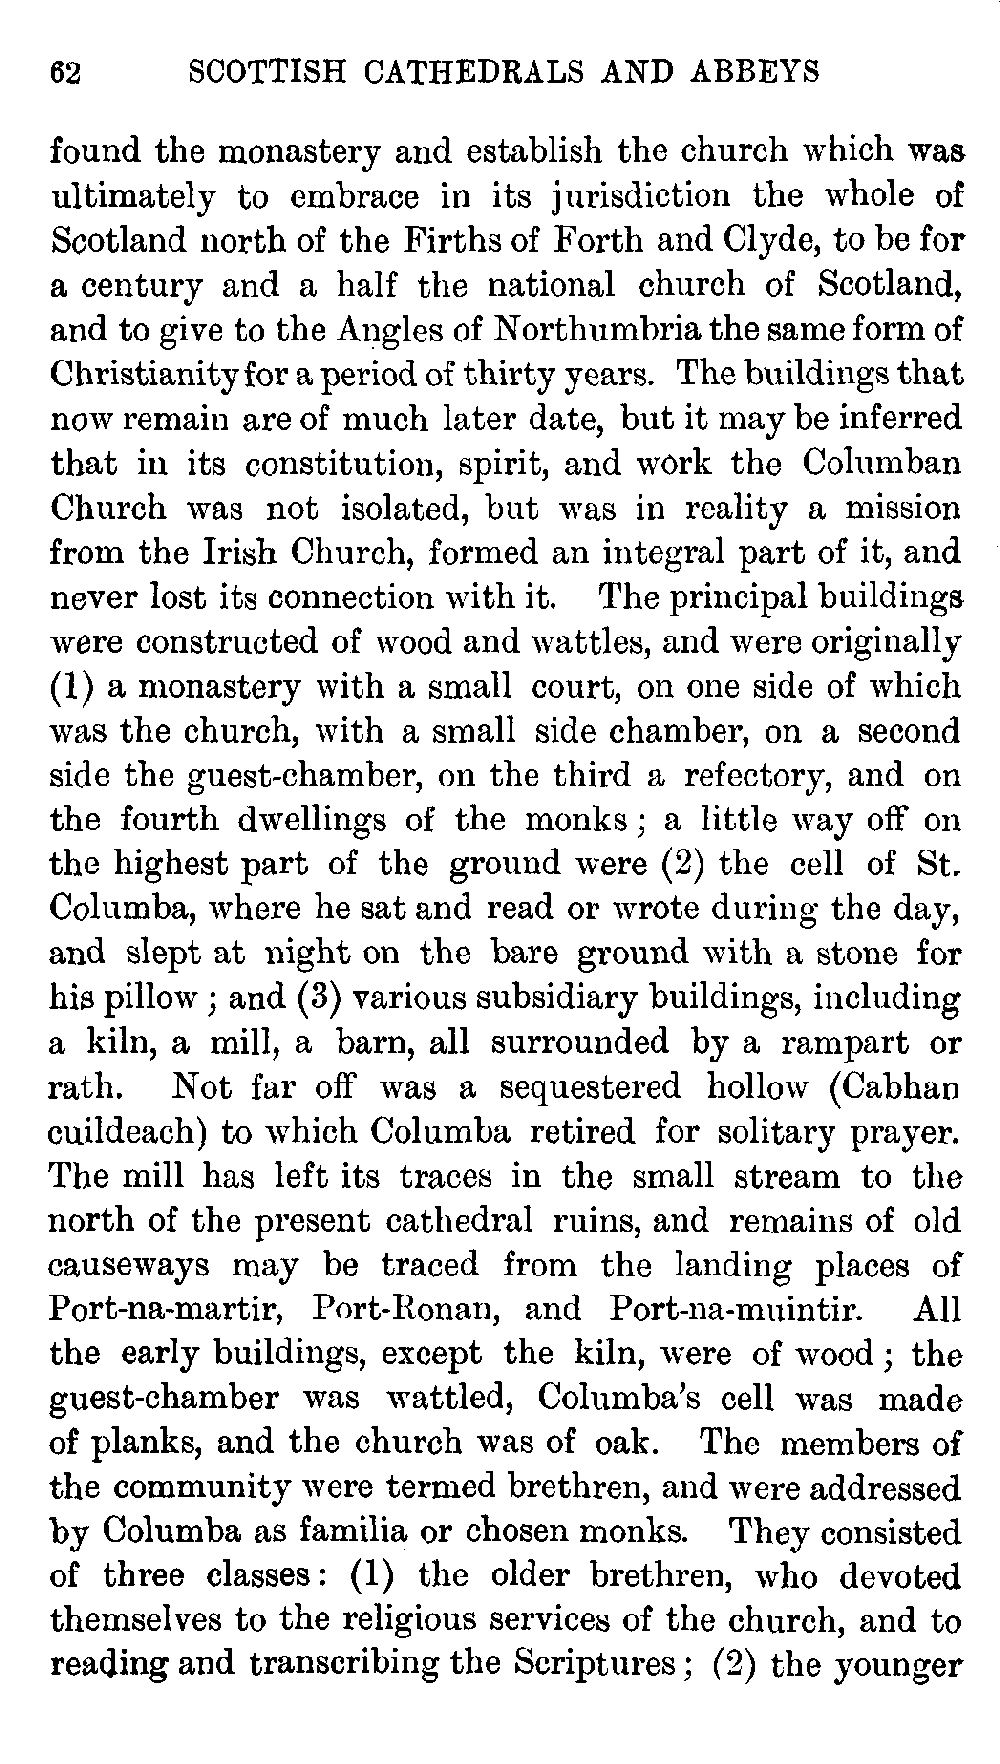 62 SCOTTISH CATHEDRALS AND ABBEYS
found the monastery and establish the church which was
ultimately to embrace in its jurisdiction the whole of
Scotland north of the Firths of Forth and Clyde, to be for
a century and a half the national church of Scotland,
and to give to the Angles of Northumbria the same form of
Christianity for a period of thirty years. The buildings that
now remain are of much later date, but it may be inferred
that in its constitution, spirit, and work the Columban
Church was not isolated, but was in reality a mission
from the Irish Church, formed an integral part of it, and
never lost its connection with it. The principal buildings
were constructed of wood and wattles, and were originally
(1) a monastery with a small court, on one side of which
was the church, with a small side chamber, on a second
side the guest-chamber, on the third a refectory, and on
the fourth dwellings of the monks; a little way off on
the highest part of the ground were (2) the cell of St.
Columba, where he sat and read or wrote during the day,
and slept at night on the bare ground with a stone for
his pillow; and (3) various subsidiary buildings, including
a kiln, a mill, a barn, all surrounded by a rampart or
rath. Not far off was a sequestered hollow (Cabhan
cuildeach) to which Columba retired for solitary prayer.
The mill has left its traces in the small stream to the
north of the present cathedral ruins, and remains of old
causeways may be traced from the landing places of
Port-na-martir, Port-Ronan, and Port-na-muintir. All
the early buildings, except the kiln, were of wood; the
guest-chamber was wattled, Columba's cell was made
of planks, and the church was of oak. The members of
the community were termed brethren, and were addressed
by Columba as familia or chosen monks. They consisted
of three classes: (1) the older brethren, who devoted
themselves to the religious services of the church, and to
reading and transcribing the Scriptures; (2) the younger